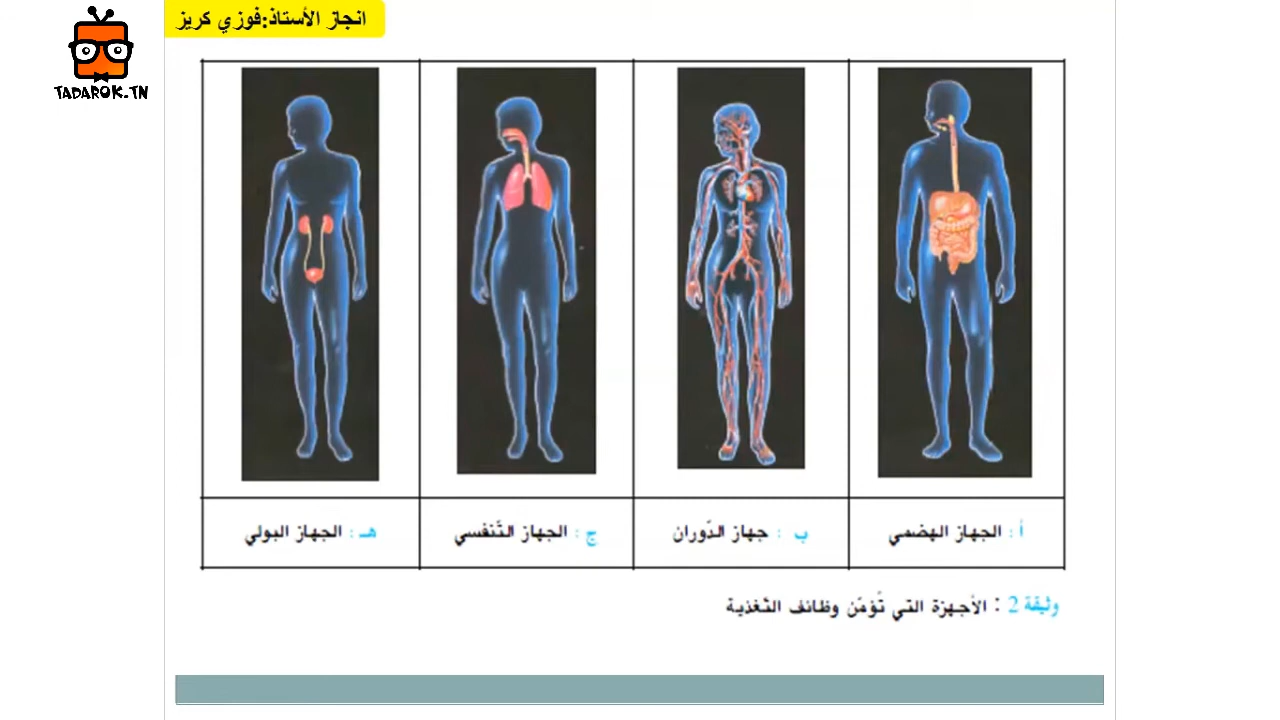 انجاز الأستاذ:فوزي كريز
TADAROK.TN
أ : الجهاز الهضمي
ب : جهاز الدّوران
ج : الجهاز التّنفسي
هـ : الجهاز البولي
وثيقة 2 : الأجهزة التي تُؤمّن وظائف التّغذية